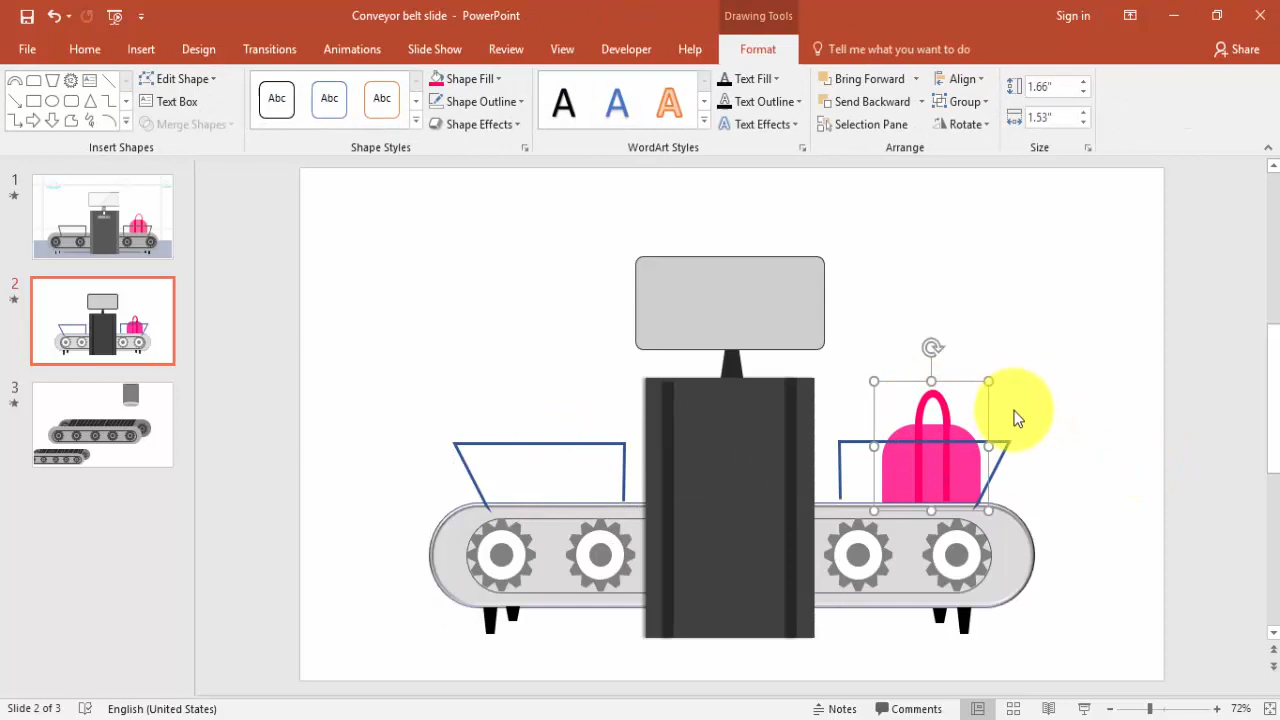 Conveyor belt slide - PowerPoint
Drawing Tools
Sign in
File Home Insert Design Transitions Animations Slide Show Review View Developer Help Format Tell me what you want to do Share
Edit Shape
Text Box
Merge Shapes
Insert Shapes
Abc Abc Abc
Shape Fill
Shape Outline
Shape Effects
Shape Styles
A A A
Text Fill
Text Outline
Text Effects
WordArt Styles
Bring Forward
Send Backward
Selection Pane
Align
Group
Rotate
Arrange
1.66"
1.53"
Size
1
2
3
Slide 2 of 3 English (United States) Notes Comments 72%